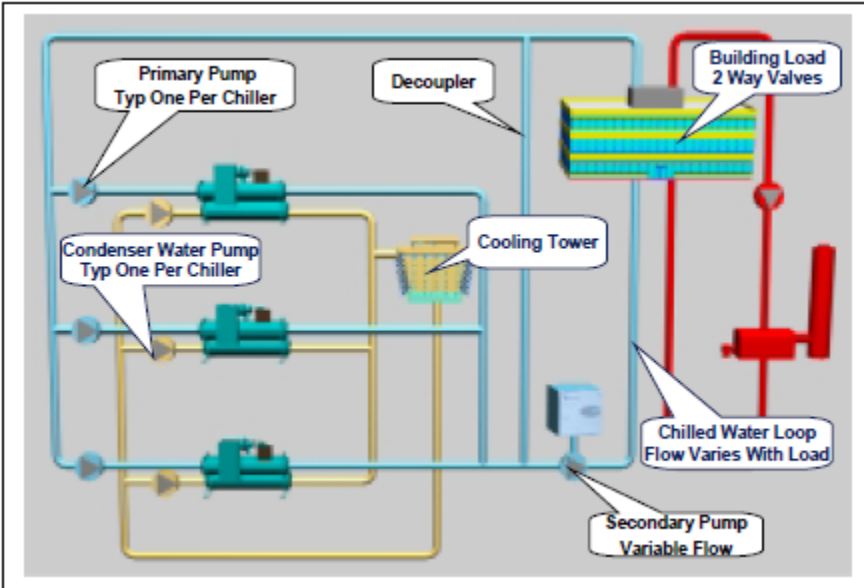 Primary Pump
Typ One Per Chiller
Decoupler
Building Load
2 Way Valves
Condenser Water Pump
Typ One Per Chiller
Cooling Tower
Chilled Water Loop
Flow Varies With Load
Secondary Pump
Variable Flow